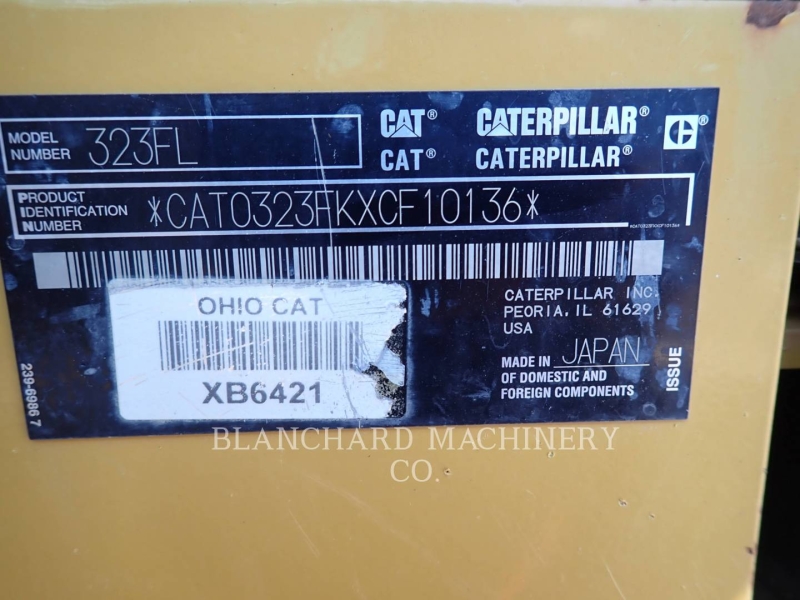 MODEL NUMBER 323FL
CAT® CATERPILLAR® C®
CAT® CATERPILLAR®
PRODUCT IDENTIFICATION NUMBER *CAT0323FKXCF10136*
*CAT0323FKXCF10136*
OHIO CAT
XB6421
CATERPILLAR INC.
PEORIA, IL 61629
USA
MADE IN JAPAN
OF DOMESTIC AND
FOREIGN COMPONENTS
ISSUE
239-6986 7
BLANCHARD MACHINERY
CO.